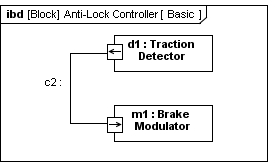 ibd [Block] Anti-Lock Controller [ Basic ]
d1 : Traction
Detector
c2 :
m1 : Brake
Modulator